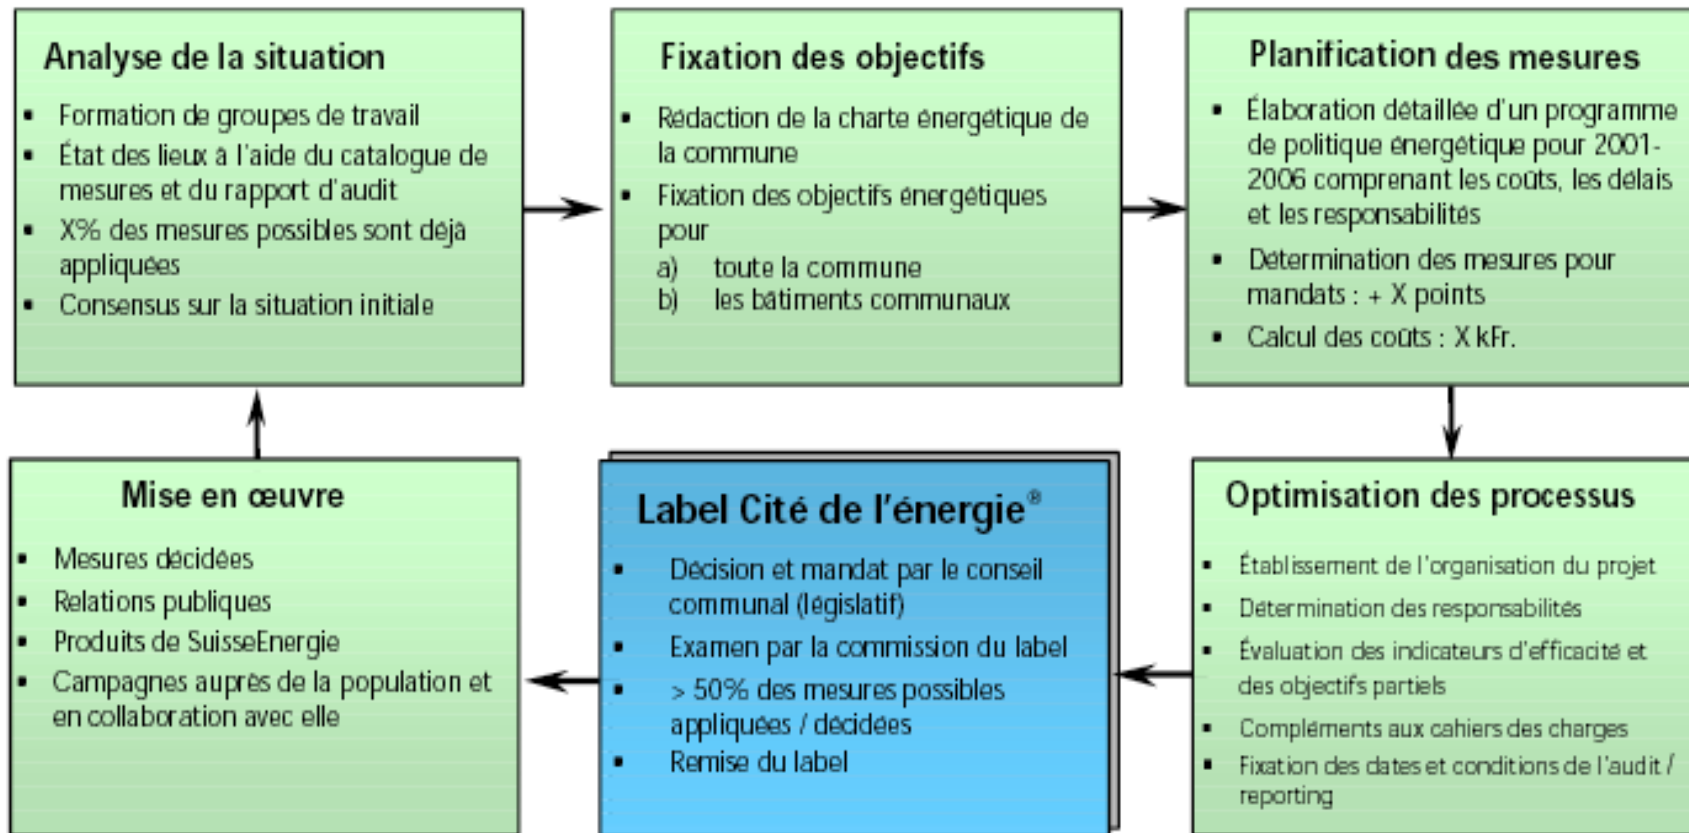 Analyse de la situation
▪ Formation de groupes de travail
▪ État des lieux à l'aide du catalogue de
mesures et du rapport d'audit
▪ X% des mesures possibles sont déjà
appliquées
▪ Consensus sur la situation initiale
Fixation des objectifs
▪ Rédaction de la charte énergétique de
la commune
▪ Fixation des objectifs énergétiques
pour
a) toute la commune
b) les bâtiments communaux
Planification des mesures
▪ Élaboration détaillée d'un programme
de politique énergétique pour 2001-
2006 comprenant les coûts, les délais
et les responsabilités
▪ Détermination des mesures pour
mandats : + X points
▪ Calcul des coûts : X kFr.
Optimisation des processus
▪ Établissement de l'organisation du projet
▪ Détermination des responsabilités
▪ Évaluation des indicateurs d'efficacité et
des objectifs partiels
▪ Compléments aux cahiers des charges
▪ Fixation des dates et conditions de l'audit /
reporting
Label Cité de l'énergie®
▪ Décision et mandat par le conseil
communal (législatif)
▪ Examen par la commission du label
▪ > 50% des mesures possibles
appliquées / décidées
▪ Remise du label
Mise en œuvre
▪ Mesures décidées
▪ Relations publiques
▪ Produits de SuisseEnergie
▪ Campagnes auprès de la population et
en collaboration avec elle